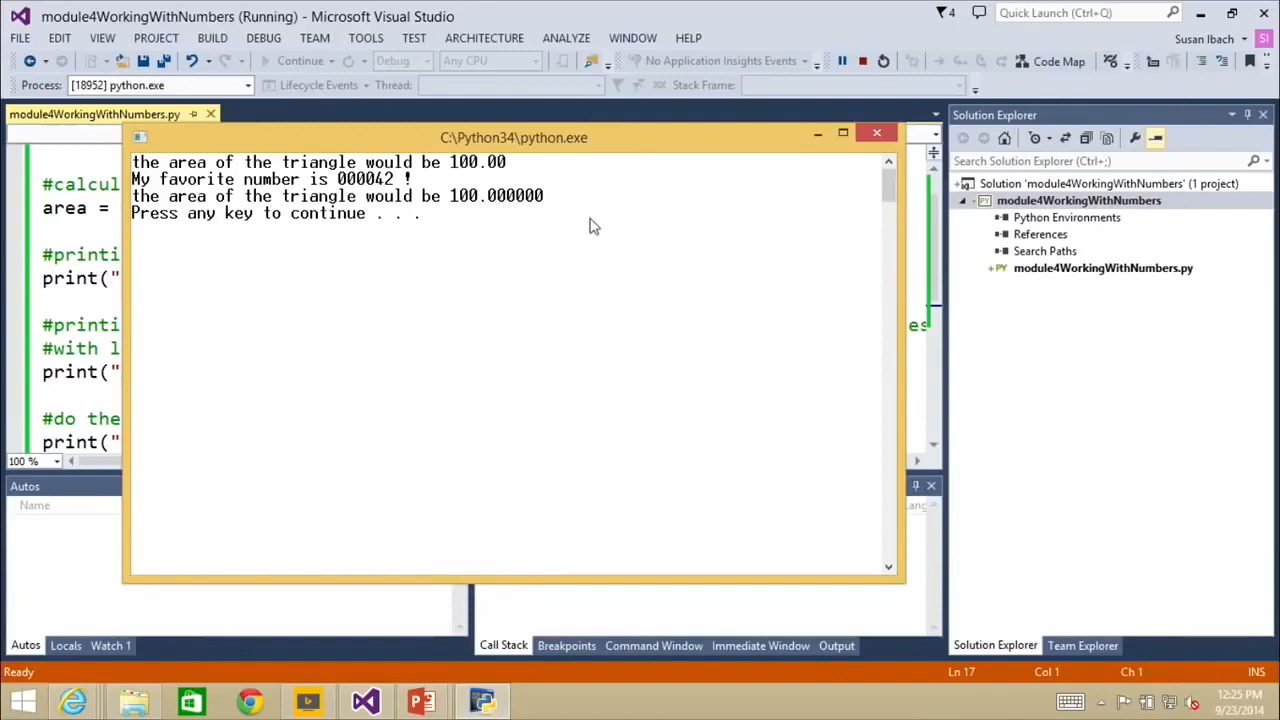 module4WorkingWithNumbers (Running) - Microsoft Visual Studio
4
Quick Launch (Ctrl+Q)
FILE EDIT VIEW PROJECT BUILD DEBUG TEAM TOOLS TEST ARCHITECTURE ANALYZE WINDOW HELP
Susan Ibach
SI
Continue
Debug
Any CPU
No Application Insights Events
Code Map
Process: [18952] python.exe
Lifecycle Events
Thread:
Stack Frame:
module4WorkingWithNumbers.py
C:\Python34\python.exe
the area of the triangle would be 100.00
My favorite number is 000042 !
the area of the triangle would be 100.000000
Press any key to continue . . .
#calcul
area =
#printi
print("
#printi
es
#with l
print("
#do the
print("
100 %
Solution Explorer
Search Solution Explorer (Ctrl+;)
Solution 'module4WorkingWithNumbers' (1 project)
module4WorkingWithNumbers
Python Environments
References
Search Paths
PY module4WorkingWithNumbers.py
Autos
Name
Lang
Autos Locals Watch 1
Call Stack Breakpoints Command Window Immediate Window Output
Solution Explorer Team Explorer
Ready
Ln 17 Col 1 Ch 1 INS
12:25 PM
9/23/2014